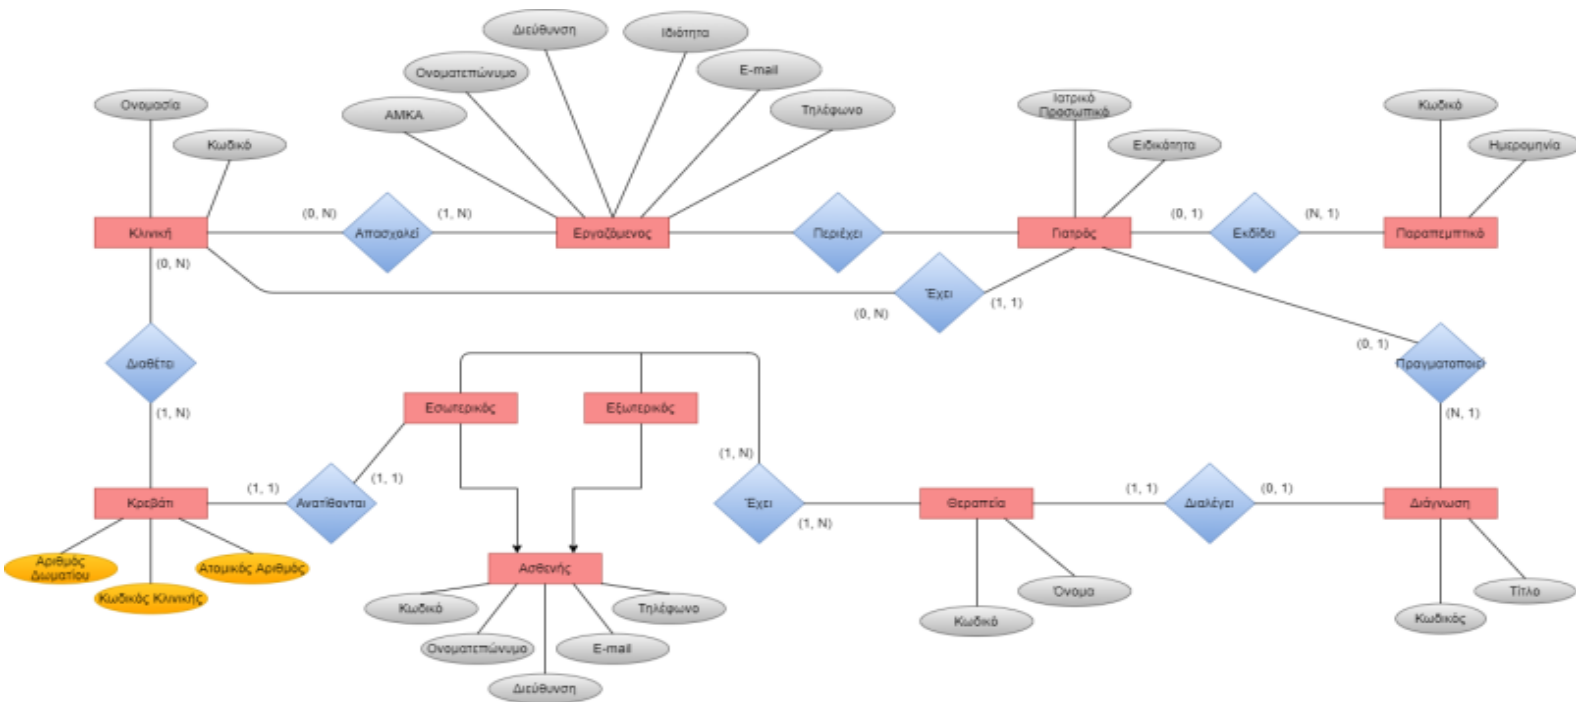 Διεύθυνση
Ιδιότητα
Ονοματεπώνυμο
E-mail
Ονομασία
ΑΜΚΑ
Τηλέφωνο
Ιατρικό
Προσωπικό
Κωδικό
Κωδικό
Ειδικότητα
Ημερομηνία
Κλινική
(0, N)
Απασχολεί
(1, N)
Εργαζόμενος
Περιέχει
Γιατρός
(0, 1)
Εκδίδει
(N, 1)
Παραπεμπτικό
(0, N)
(0, N)
Έχει
(1, 1)
Διαθέτει
(0, 1)
Πραγματοποιεί
(1, N)
Εσωτερικός
Εξωτερικός
(N, 1)
(1, N)
Κρεβάτι
(1, 1)
Ανατίθονται
(1, 1)
Έχει
(1, N)
Θεραπεία
(1, 1)
Διαλέγει
(0, 1)
Διάγνωση
Αριθμός
Δωματίου
Ατομικός Αριθμός
Κωδικός Κλινικής
Ασθενής
Κωδικό
Τηλέφωνο
Ονοματεπώνυμο
E-mail
Διεύθυνση
Όνομα
Κωδικό
Τίτλο
Κωδικός